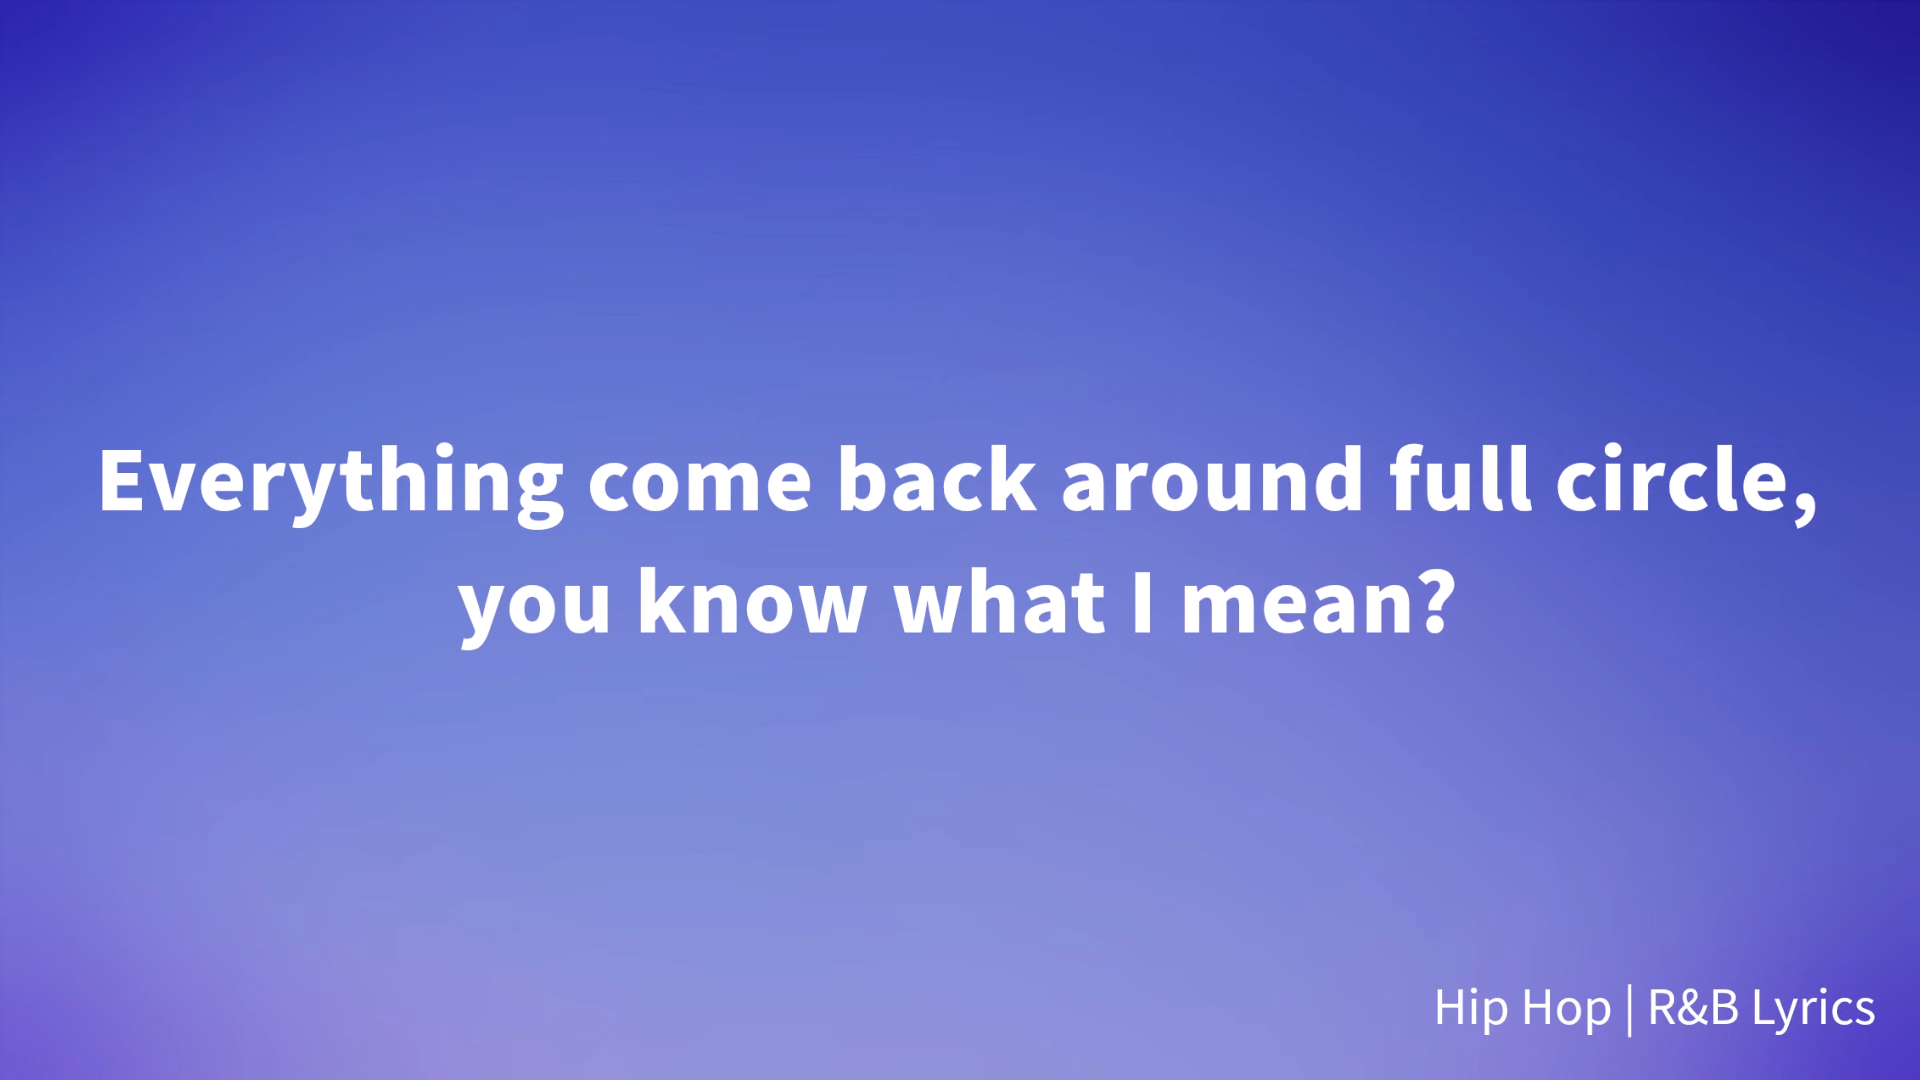 Everything come back around full circle,
you know what I mean?
Hip Hop | R&B Lyrics